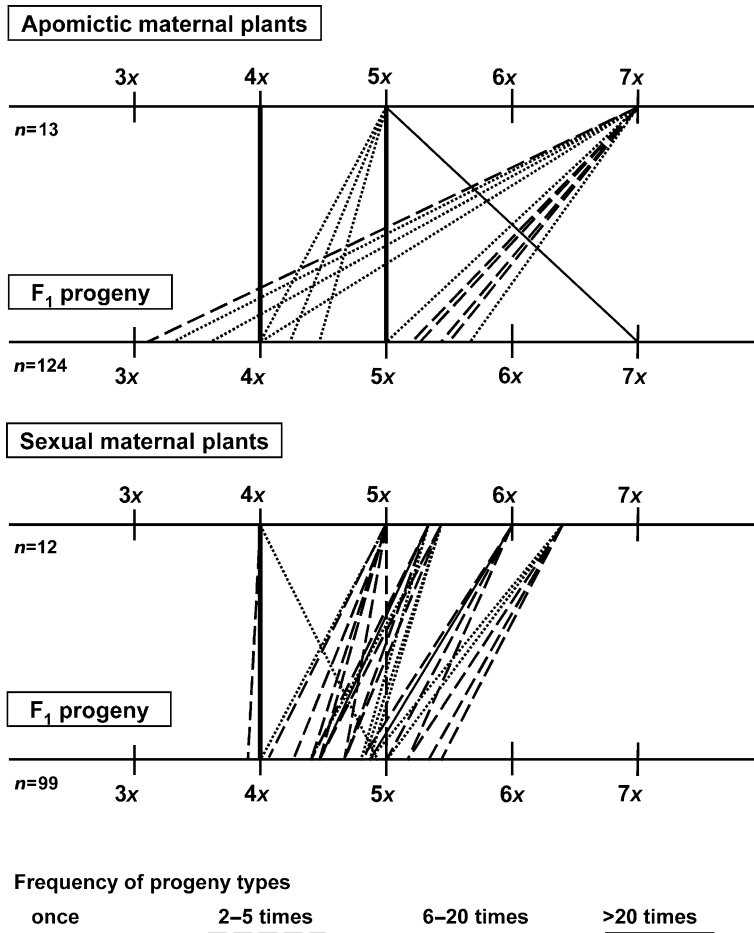 Apomictic maternal plants
3x 4x 5x 6x 7x
n=13
F1 progeny
n=124
3x 4x 5x 6x 7x
Sexual maternal plants
3x 4x 5x 6x 7x
n=12
F1 progeny
n=99
3x 4x 5x 6x 7x
Frequency of progeny types
once 2–5 times 6–20 times >20 times